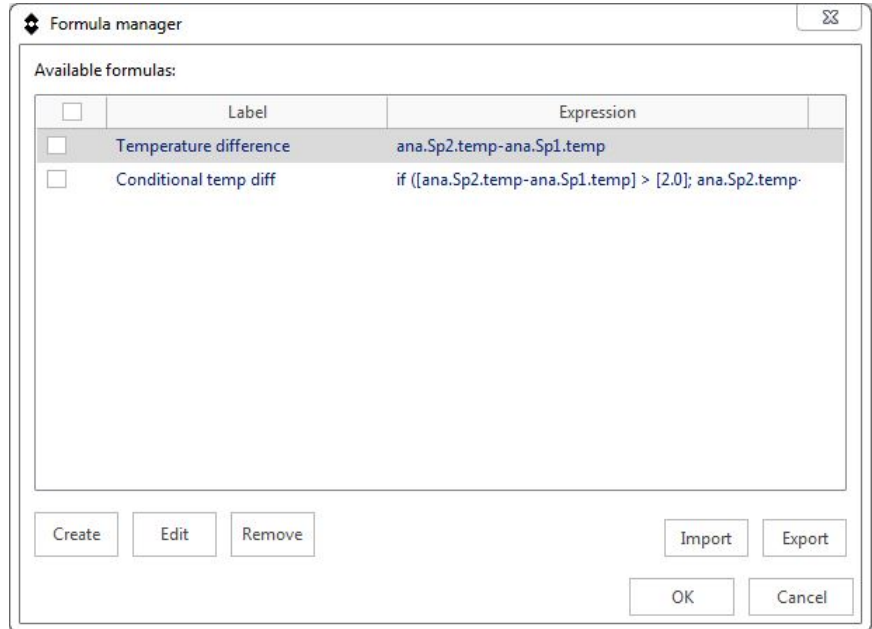 Formula manager
Available formulas:
Label Expression
Temperature difference ana.Sp2.temp-ana.Sp1.temp
Conditional temp diff if ([ana.Sp2.temp-ana.Sp1.temp] > [2.0]; ana.Sp2.temp-
Create Edit Remove Import Export
OK Cancel